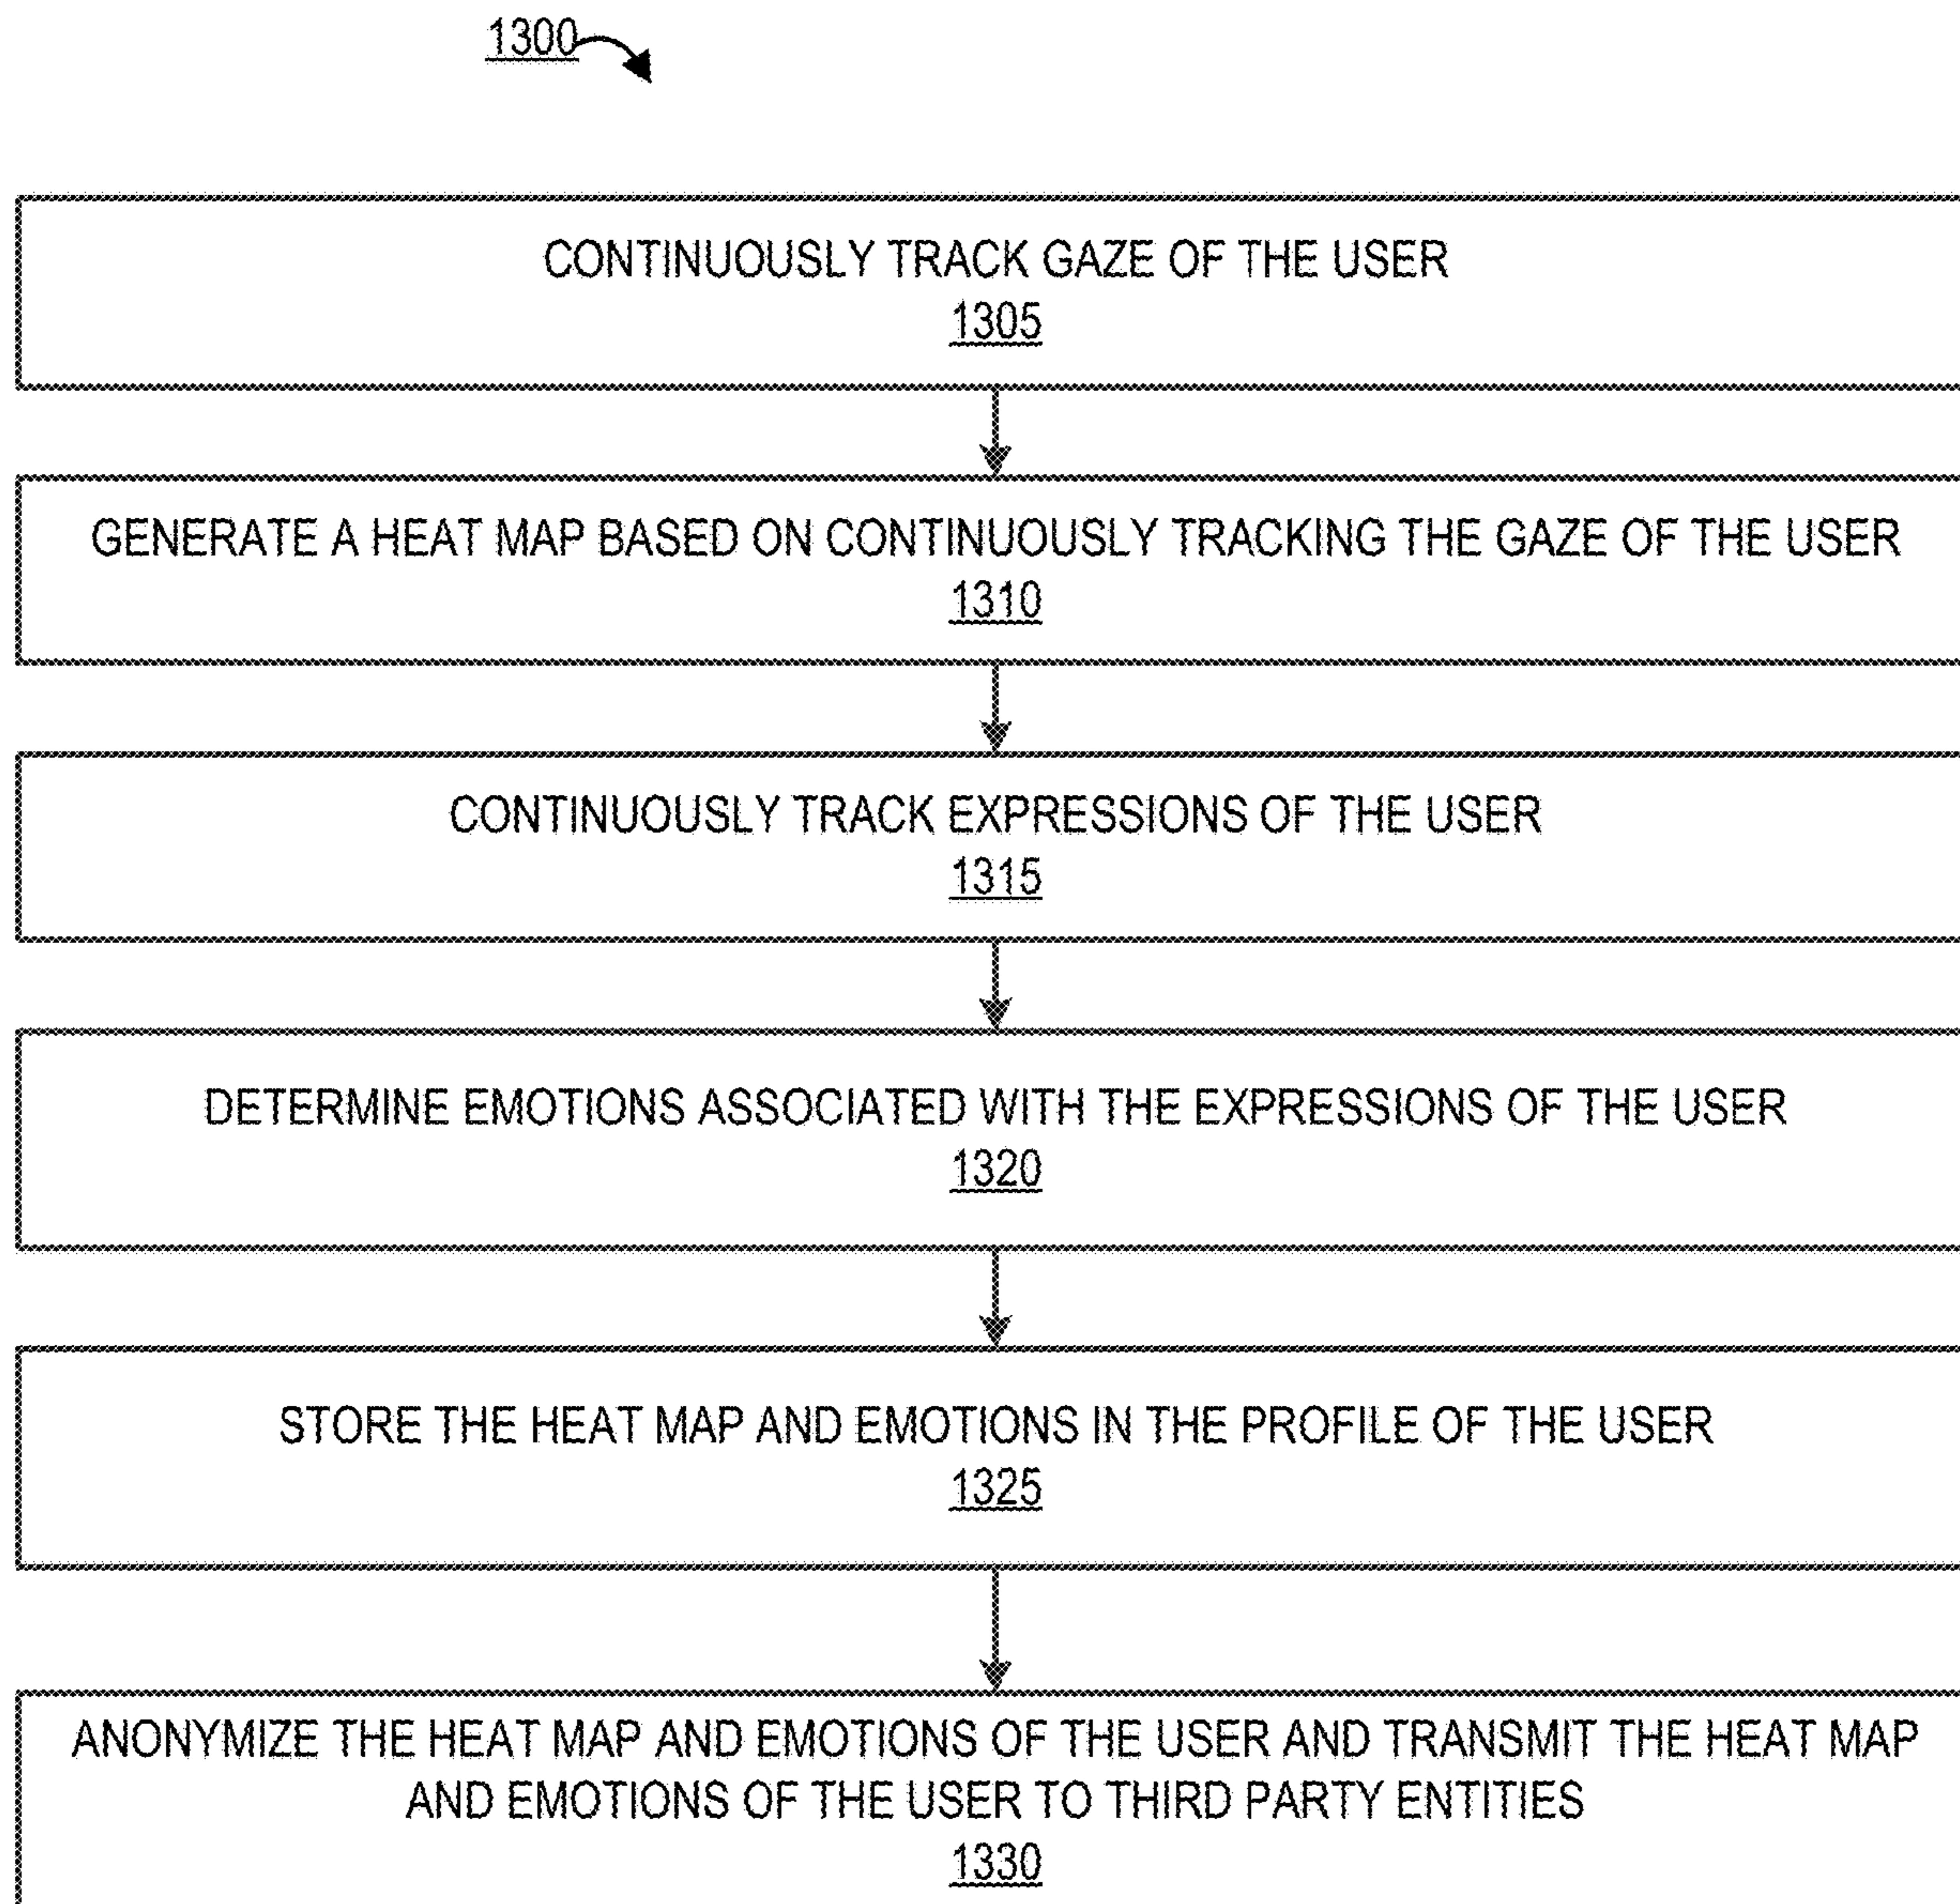 1300
CONTINUOUSLY TRACK GAZE OF THE USER
1305
GENERATE A HEAT MAP BASED ON CONTINUOUSLY TRACKING THE GAZE OF THE USER
1310
CONTINUOUSLY TRACK EXPRESSIONS OF THE USER
1315
DETERMINE EMOTIONS ASSOCIATED WITH THE EXPRESSIONS OF THE USER
1320
STORE THE HEAT MAP AND EMOTIONS IN THE PROFILE OF THE USER
1325
ANONYMIZE THE HEAT MAP AND EMOTIONS OF THE USER AND TRANSMIT THE HEAT MAP
AND EMOTIONS OF THE USER TO THIRD PARTY ENTITIES
1330